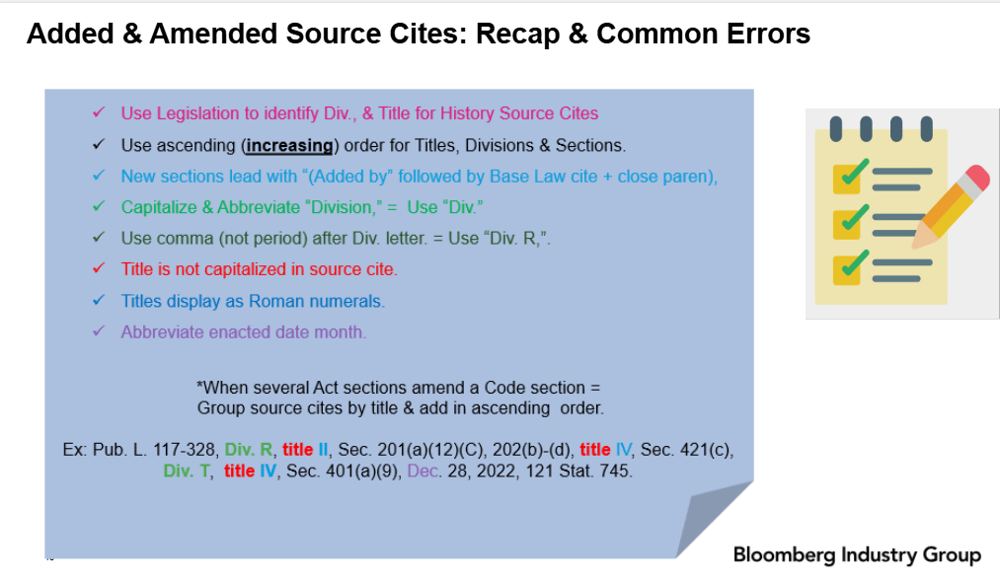 Added & Amended Source Cites: Recap & Common Errors
✓ Use Legislation to identify Div., & Title for History Source Cites
✓ Use ascending (increasing) order for Titles, Divisions & Sections.
✓ New sections lead with “(Added by” followed by Base Law cite + close paren),
✓ Capitalize & Abbreviate “Division,” = Use “Div.”
✓ Use comma (not period) after Div. letter. = Use “Div. R,”.
✓ Title is not capitalized in source cite.
✓ Titles display as Roman numerals.
✓ Abbreviate enacted date month.
*When several Act sections amend a Code section =
Group source cites by title & add in ascending order.
Ex: Pub. L. 117-328, Div. R, title II, Sec. 201(a)(12)(C), 202(b)-(d), title IV, Sec. 421(c),
Div. T, title IV, Sec. 401(a)(9), Dec. 28, 2022, 121 Stat. 745.
Bloomberg Industry Group